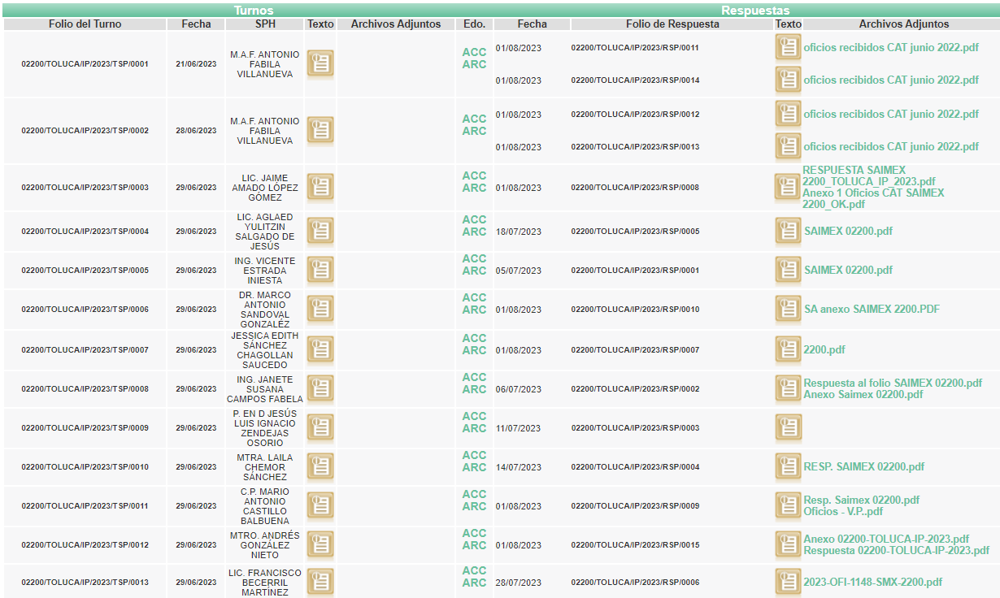 Turnos Respuestas
Folio del Turno Fecha SPH Texto Archivos Adjuntos Edo. Fecha Folio de Respuesta Texto Archivos Adjuntos
02200/TOLUCA/IP/2023/TSP/0001 21/06/2023
M.A.F. ANTONIO
FABILA
VILLANUEVA
ACC
ARC
01/08/2023 02200/TOLUCA/IP/2023/RSP/0011 oficios recibidos CAT junio 2022.pdf
01/08/2023 02200/TOLUCA/IP/2023/RSP/0014 oficios recibidos CAT junio 2022.pdf
02200/TOLUCA/IP/2023/TSP/0002 28/06/2023
M.A.F. ANTONIO
FABILA
VILLANUEVA
ACC
ARC
01/08/2023 02200/TOLUCA/IP/2023/RSP/0012 oficios recibidos CAT junio 2022.pdf
01/08/2023 02200/TOLUCA/IP/2023/RSP/0013 oficios recibidos CAT junio 2022.pdf
02200/TOLUCA/IP/2023/TSP/0003 29/06/2023
LIC. JAIME
AMADO LÓPEZ
GÓMEZ
ACC
ARC
01/08/2023 02200/TOLUCA/IP/2023/RSP/0008
RESPUESTA SAIMEX
2200_TOLUCA_IP_2023.pdf
Anexo 1 Oficios CAT SAIMEX
2200_OK.pdf
02200/TOLUCA/IP/2023/TSP/0004 29/06/2023
LIC. AGLAED
YULITZIN
SALGADO DE
JESÚS
ACC
ARC
18/07/2023 02200/TOLUCA/IP/2023/RSP/0005 SAIMEX 02200.pdf
02200/TOLUCA/IP/2023/TSP/0005 29/06/2023
ING. VICENTE
ESTRADA
INIESTA
ACC
ARC
05/07/2023 02200/TOLUCA/IP/2023/RSP/0001 SAIMEX 02200.pdf
02200/TOLUCA/IP/2023/TSP/0006 29/06/2023
DR. MARCO
ANTONIO
SANDOVAL
GONZALÉZ
ACC
ARC
01/08/2023 02200/TOLUCA/IP/2023/RSP/0010 SA anexo SAIMEX 2200.PDF
02200/TOLUCA/IP/2023/TSP/0007 29/06/2023
JESSICA EDITH
SÁNCHEZ
CHAGOLLAN
SAUCEDO
ACC
ARC
01/08/2023 02200/TOLUCA/IP/2023/RSP/0007 2200.pdf
02200/TOLUCA/IP/2023/TSP/0008 29/06/2023
ING. JANETE
SUSANA
CAMPOS FABELA
ACC
ARC
06/07/2023 02200/TOLUCA/IP/2023/RSP/0002
Respuesta al folio SAIMEX 02200.pdf
Anexo Saimex 02200.pdf
02200/TOLUCA/IP/2023/TSP/0009 29/06/2023
P. EN D JESÚS
LUIS IGNACIO
ZENDEJAS
OSORIO
ACC
ARC
11/07/2023 02200/TOLUCA/IP/2023/RSP/0003
02200/TOLUCA/IP/2023/TSP/0010 29/06/2023
MTRA. LAILA
CHEMOR
SÁNCHEZ
ACC
ARC
14/07/2023 02200/TOLUCA/IP/2023/RSP/0004 RESP. SAIMEX 02200.pdf
02200/TOLUCA/IP/2023/TSP/0011 29/06/2023
C.P. MARIO
ANTONIO
CASTILLO
BALBUENA
ACC
ARC
01/08/2023 02200/TOLUCA/IP/2023/RSP/0009
Resp. Saimex 02200.pdf
Oficios - V.P..pdf
02200/TOLUCA/IP/2023/TSP/0012 29/06/2023
MTRO. ANDRÉS
GONZÁLEZ
NIETO
ACC
ARC
01/08/2023 02200/TOLUCA/IP/2023/RSP/0015
Anexo 02200-TOLUCA-IP-2023.pdf
Respuesta 02200-TOLUCA-IP-2023.pdf
02200/TOLUCA/IP/2023/TSP/0013 29/06/2023
LIC. FRANCISCO
BECERRIL
MARTÍNEZ
ACC
ARC
28/07/2023 02200/TOLUCA/IP/2023/RSP/0006 2023-OFI-1148-SMX-2200.pdf